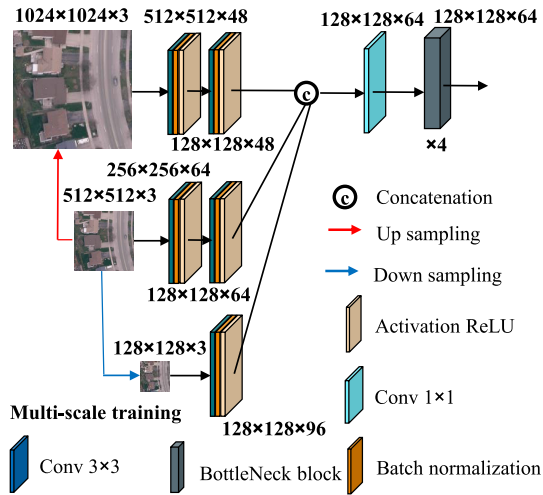 1024×1024×3
512×512×48
128×128×64
128×128×64
c
128×128×48
×4
256×256×64
512×512×3
c Concatenation
Up sampling
Down sampling
128×128×64
Activation ReLU
128×128×3
Conv 1×1
Multi-scale training
128×128×96
Conv 3×3
BottleNeck block
Batch normalization